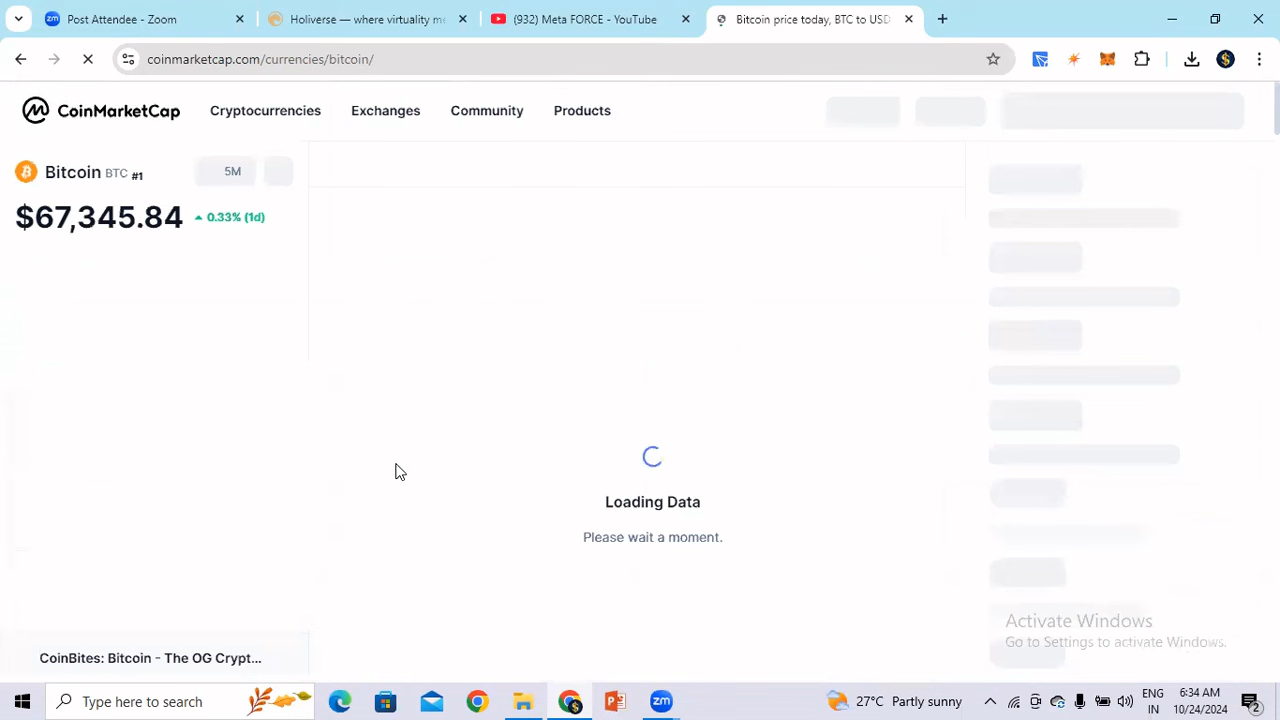 Post Attendee - Zoom
Holiverse — where virtuality m
(932) Meta FORCE - YouTube
Bitcoin price today, BTC to USD
coinmarketcap.com/currencies/bitcoin/
CoinMarketCap
Cryptocurrencies
Exchanges
Community
Products
Bitcoin BTC #1
5M
$67,345.84 0.33% (1d)
Loading Data
Please wait a moment.
Activate Windows
Go to Settings to activate Windows.
CoinBites: Bitcoin - The OG Crypt...
Type here to search
27°C Partly sunny
ENG
IN
6:34 AM
10/24/2024
2